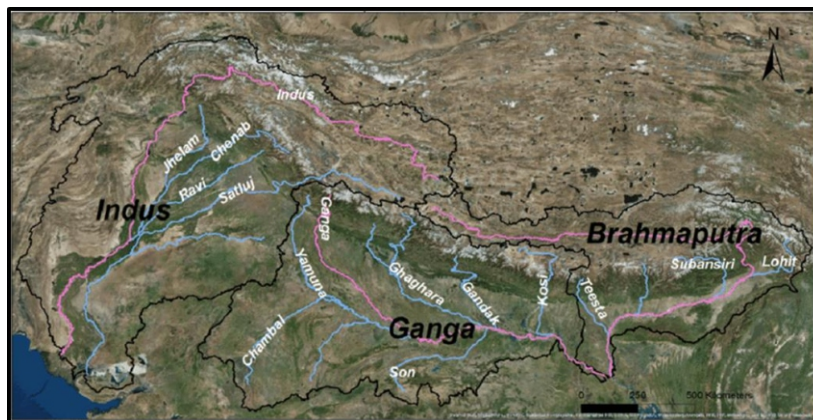 N
Indus
Jhelam
Chenab
Ravi
Satluj
Indus
Ganga
Yamuna
Ghaghara
Gandak
Kosi
Teesta
Brahmaputra
Subansiri
Lohit
Chambal
Ganga
Son
0 250 500 Kilometers